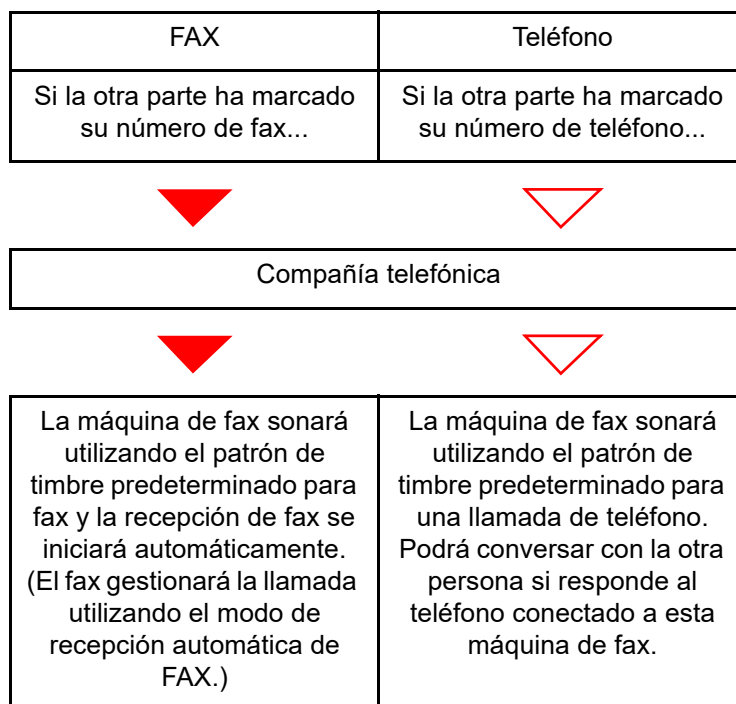 FAX
Teléfono
Si la otra parte ha marcado
su número de fax...
Si la otra parte ha marcado
su número de teléfono...
Compañía telefónica
La máquina de fax sonará
utilizando el patrón de
timbre predeterminado para
fax y la recepción de fax se
iniciará automáticamente.
(El fax gestionará la llamada
utilizando el modo de
recepción automática de
FAX.)
La máquina de fax sonará
utilizando el patrón de
timbre predeterminado para
una llamada de teléfono.
Podrá conversar con la otra
persona si responde al
teléfono conectado a esta
máquina de fax.